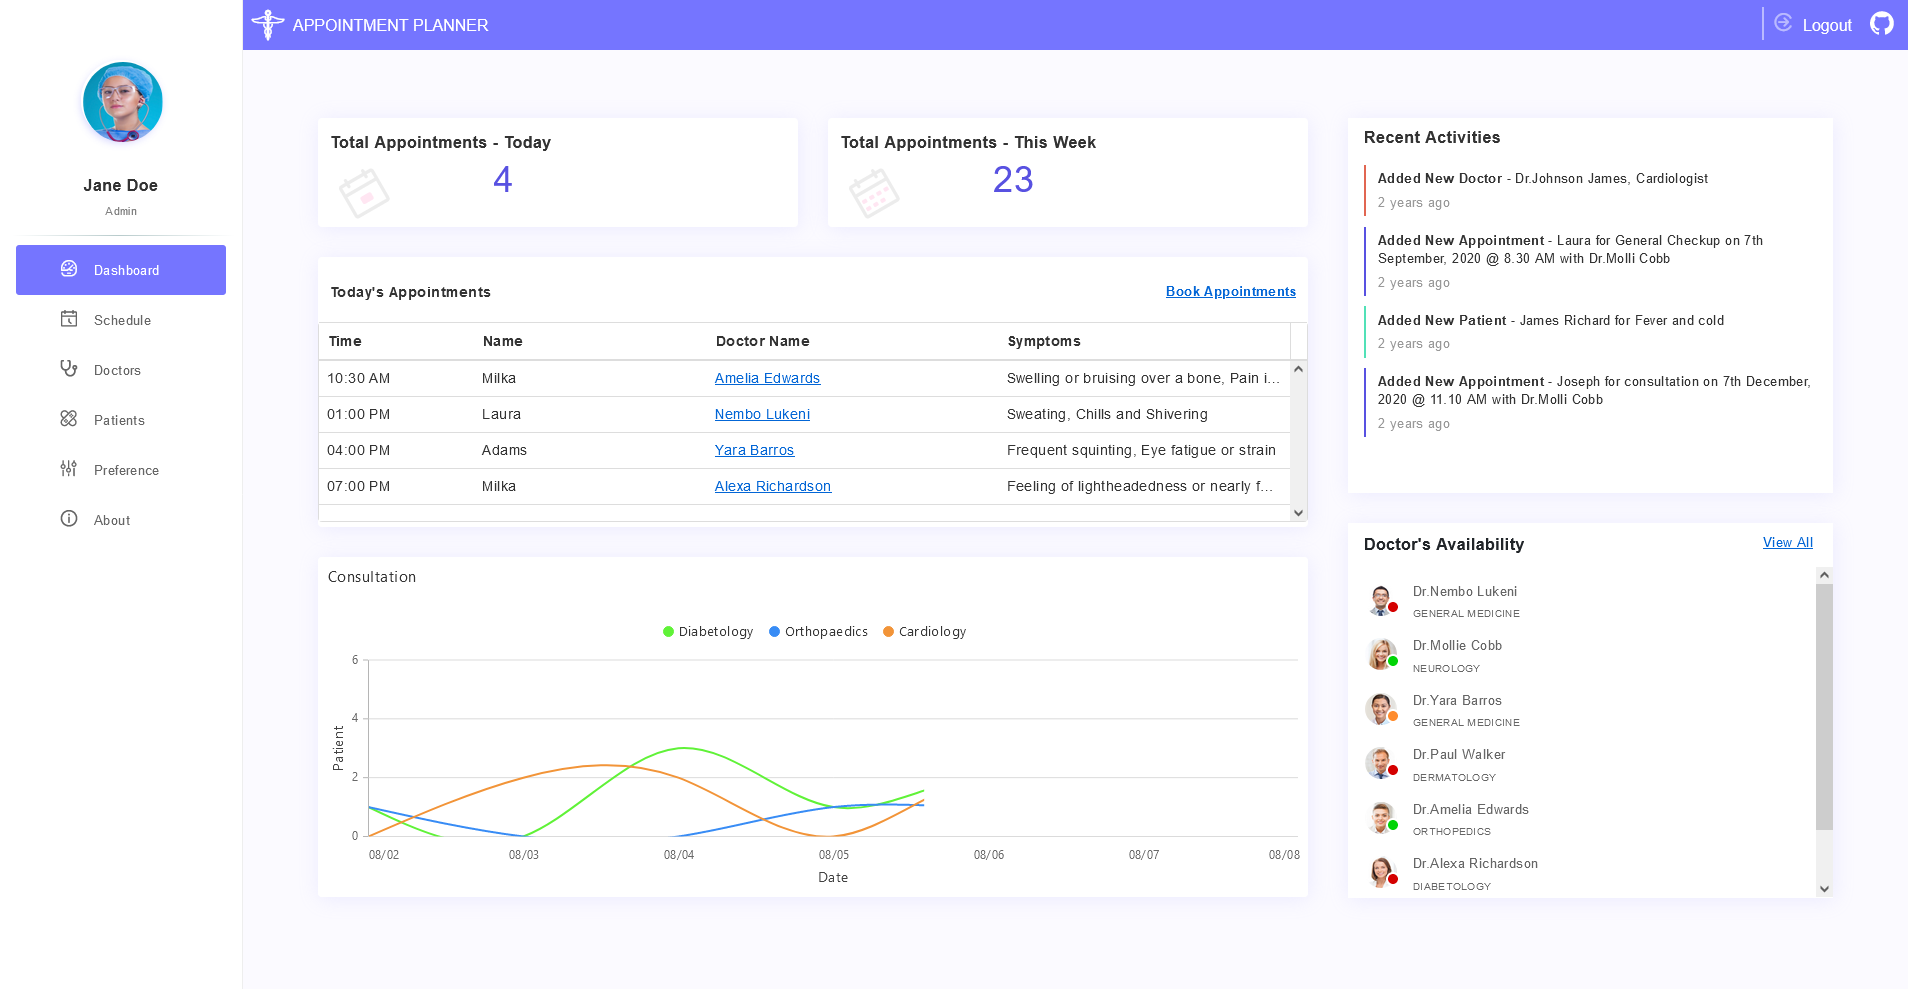 APPOINTMENT PLANNER
Logout
Jane Doe
Admin
Dashboard
Schedule
Doctors
Patients
Preference
About
Total Appointments - Today
4
Total Appointments - This Week
23
Today's Appointments
Book Appointments
Time Name Doctor Name Symptoms
10:30 AM Milka Amelia Edwards Swelling or bruising over a bone, Pain i...
01:00 PM Laura Nembo Lukeni Sweating, Chills and Shivering
04:00 PM Adams Yara Barros Frequent squinting, Eye fatigue or strain
07:00 PM Milka Alexa Richardson Feeling of lightheadedness or nearly f...
Consultation
Diabetology Orthopaedics Cardiology
6
4
2
0
Patient
08/02 08/03 08/04 08/05 08/06 08/07 08/08
Date
Recent Activities
Added New Doctor - Dr.Johnson James, Cardiologist
2 years ago
Added New Appointment - Laura for General Checkup on 7th
September, 2020 @ 8.30 AM with Dr.Molli Cobb
2 years ago
Added New Patient - James Richard for Fever and cold
2 years ago
Added New Appointment - Joseph for consultation on 7th December,
2020 @ 11.10 AM with Dr.Molli Cobb
2 years ago
Doctor's Availability
View All
Dr.Nembo Lukeni
GENERAL MEDICINE
Dr.Mollie Cobb
NEUROLOGY
Dr.Yara Barros
GENERAL MEDICINE
Dr.Paul Walker
DERMATOLOGY
Dr.Amelia Edwards
ORTHOPEDICS
Dr.Alexa Richardson
DIABETOLOGY